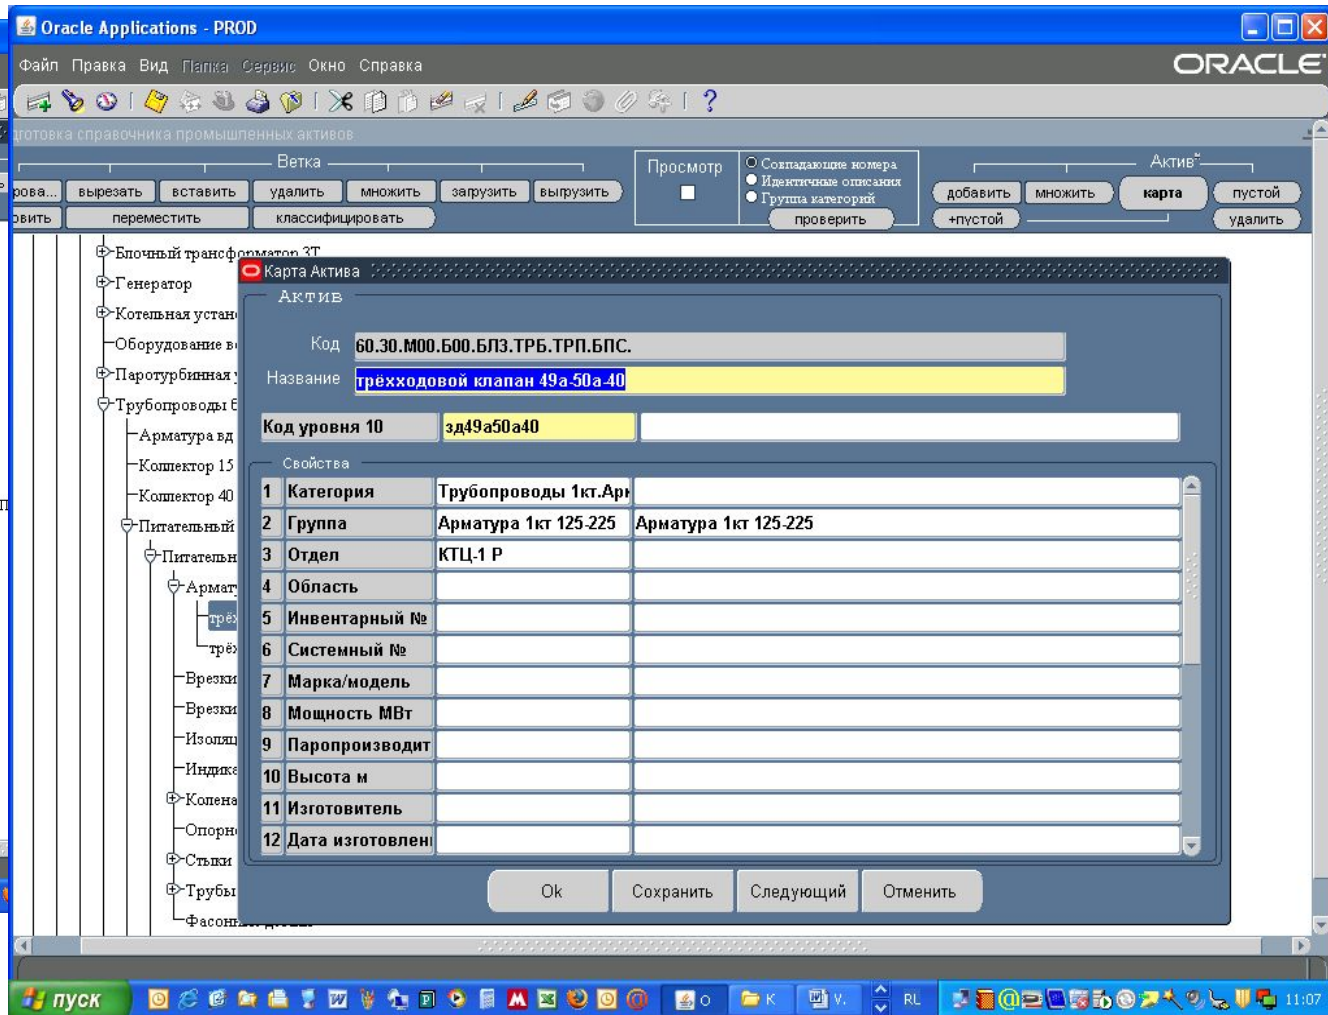 Oracle Applications - PROD
Файл Правка Вид Папка Сервис Окно Справка
ORACLE
дготовка справочника промышленных активов
Ветка
Просмотр
Совпадающие номера
Идентичные описания
Группа категорий
проверить
Актив
рова... вырезать вставить удалить множить загрузить выгрузить
добавить множить карта пустой
овить переместить классифицировать
+пустой удалить
Блочный трансформатор 3Т
Генератор
Котельная устан
Оборудование в
Паротурбинная
Трубопроводы б
Арматура вд
Коллектор 15
Коллектор 40
Питательный
Питательн
Армат
трёх
трёх
Врезки
Врезки
Изоляц
Индика
Колена
Опорн
Стыки
Трубы
Карта Актива
Актив
Код 60.30.М00.Б00.БЛ3.ТРБ.ТРП.БПС.
Название трёхходовой клапан 49а-50а-40
Код уровня 10 зд49а50а40
Свойства
1 Категория Трубопроводы 1кт.Арм
2 Группа Арматура 1кт 125-225 Арматура 1кт 125-225
3 Отдел КТЦ-1 Р
4 Область
5 Инвентарный №
6 Системный №
7 Марка/модель
8 Мощность МВт
9 Паропроизводит
10 Высота м
11 Изготовитель
12 Дата изготовлен
Ok Сохранить Следующий Отменить
пуск
O К V. RL 11:07